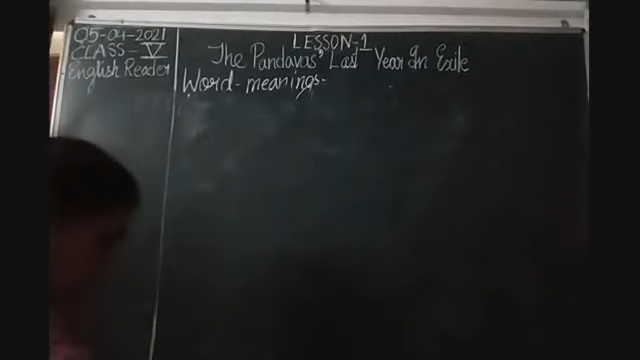 05-04-2021
CLASS-V
English Reader
LESSON-1
The Pandavas' Last Year In Exile
Word-meanings-